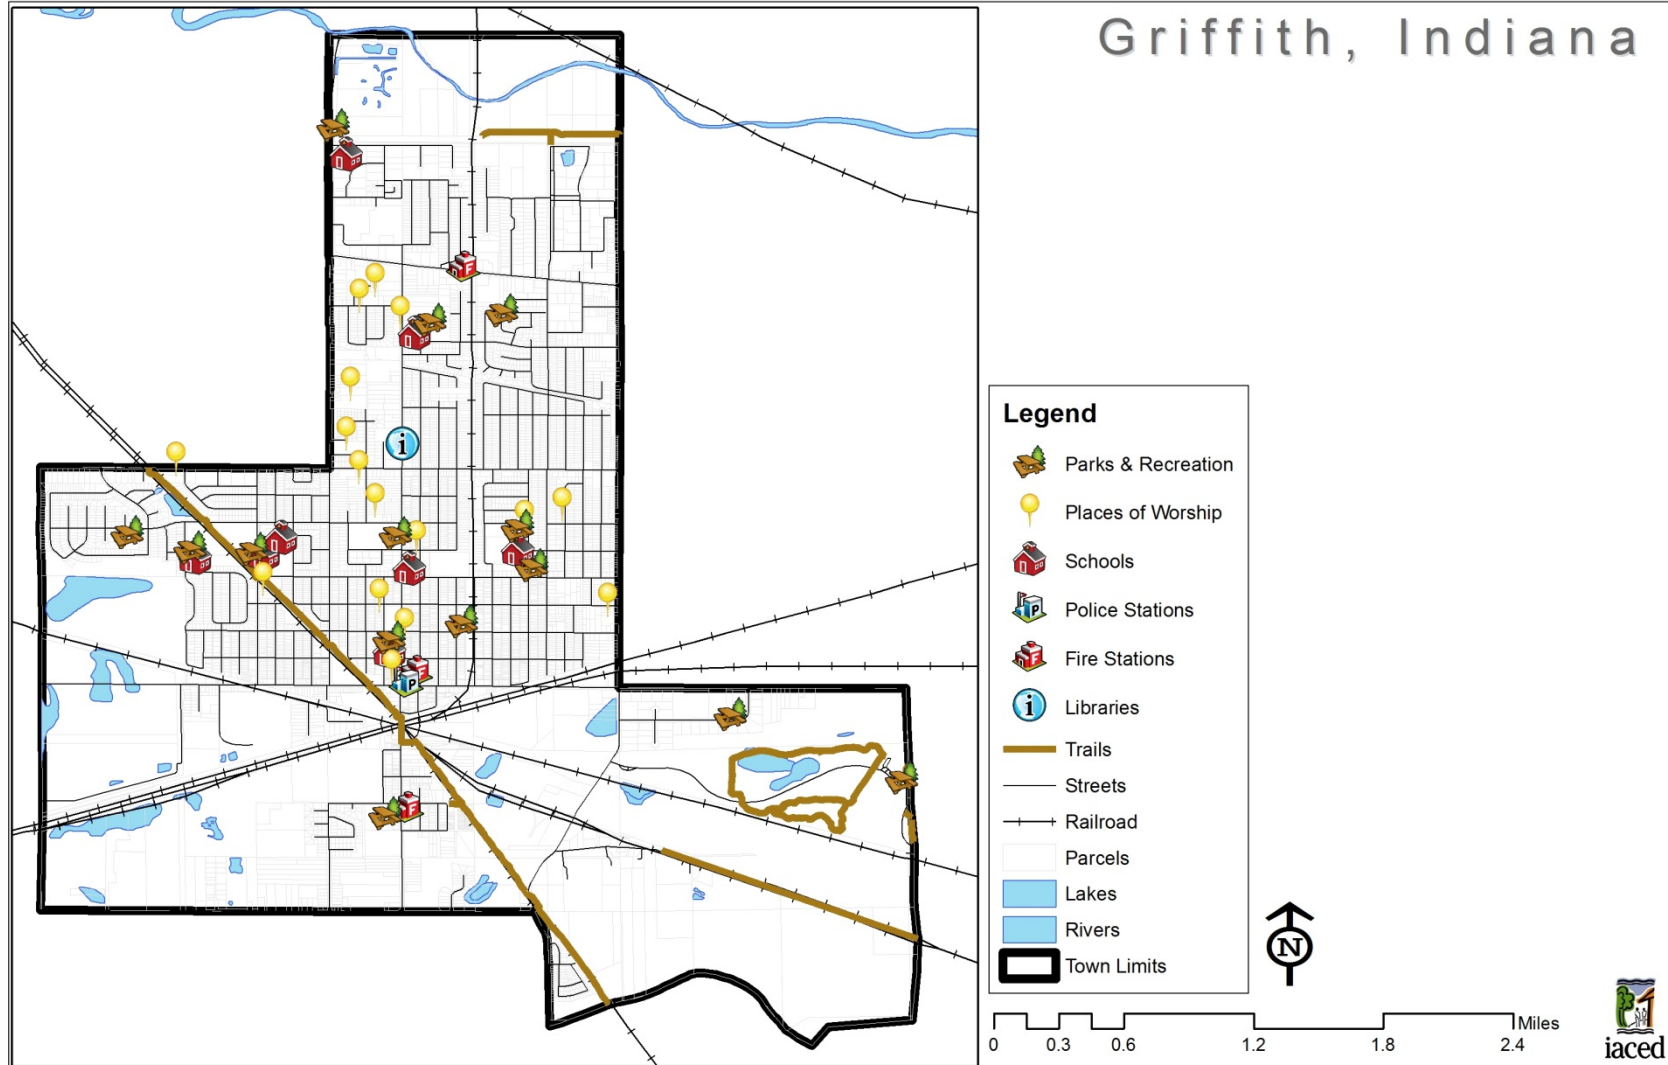 Griffith, Indiana
Legend
Parks & Recreation
Places of Worship
Schools
Police Stations
Fire Stations
Libraries
Trails
Streets
Railroad
Parcels
Lakes
Rivers
Town Limits
N
Miles
0 0.3 0.6 1.2 1.8 2.4
iaced